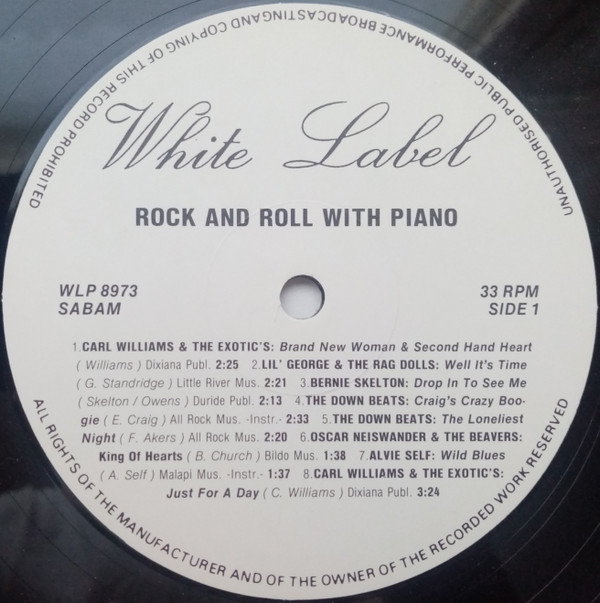 UNAUTHORISED PUBLIC PERFORMANCE BROADCASTING AND COPYING OF THIS RECORD PROHIBITED
White Label
ROCK AND ROLL WITH PIANO
WLP 8973
SABAM
33 RPM
SIDE 1
1.CARL WILLIAMS & THE EXOTIC'S: Brand New Woman & Second Hand Heart
( Williams ) Dixiana Publ. 2:25 2.LIL' GEORGE & THE RAG DOLLS: Well It's Time
( G. Standridge ) Little River Mus. 2:21 3.BERNIE SKELTON: Drop In To See Me
( Skelton / Owens ) Duride Publ. 2:13 4.THE DOWN BEATS: Craig's Crazy Boo-
gie ( E. Craig ) All Rock Mus. -Instr.- 2:33 5.THE DOWN BEATS: The Loneliest
Night ( F. Akers ) All Rock Mus. 2:20 6.OSCAR NEISWANDER & THE BEAVERS:
King Of Hearts ( B. Church ) Bildo Mus. 1:38 7.ALVIE SELF: Wild Blues
( A. Self ) Malapi Mus. -Instr.- 1:37 8.CARL WILLIAMS & THE EXOTIC'S:
Just For A Day ( C. Williams ) Dixiana Publ. 3:24
ALL RIGHTS OF THE MANUFACTURER AND OF THE OWNER OF THE RECORDED WORK RESERVED